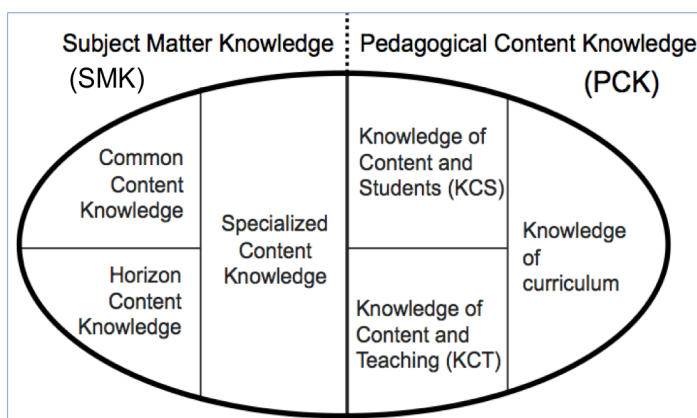 Subject Matter Knowledge
(SMK)
Pedagogical Content Knowledge
(PCK)
Common
Content
Knowledge
Horizon
Content
Knowledge
Specialized
Content
Knowledge
Knowledge of
Content and
Students (KCS)
Knowledge of
Content and
Teaching (KCT)
Knowledge
of
curriculum